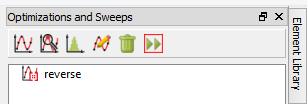 Optimizations and Sweeps
reverse
Element Library